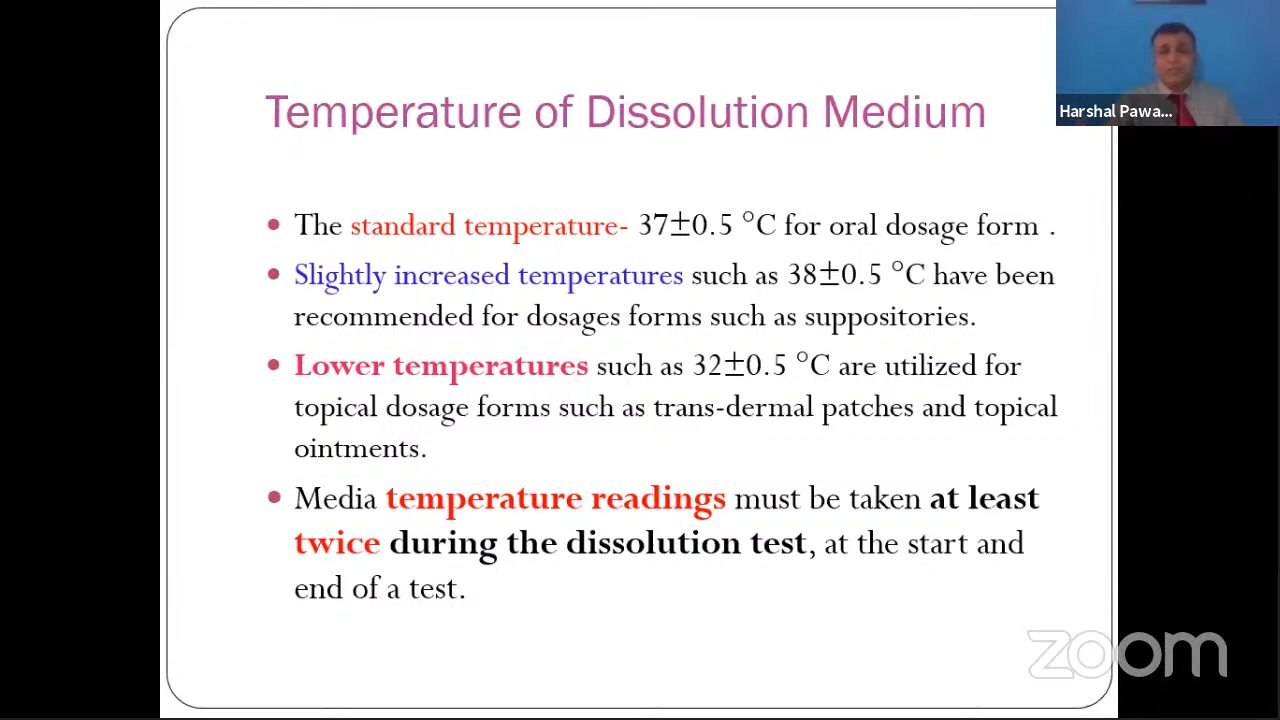 Temperature of Dissolution Medium
Harshal Pawa...
• The standard temperature- 37±0.5 °C for oral dosage form .
• Slightly increased temperatures such as 38±0.5 °C have been
recommended for dosages forms such as suppositories.
• Lower temperatures such as 32±0.5 °C are utilized for
topical dosage forms such as trans-dermal patches and topical
ointments.
• Media temperature readings must be taken at least
twice during the dissolution test, at the start and
end of a test.
zoom